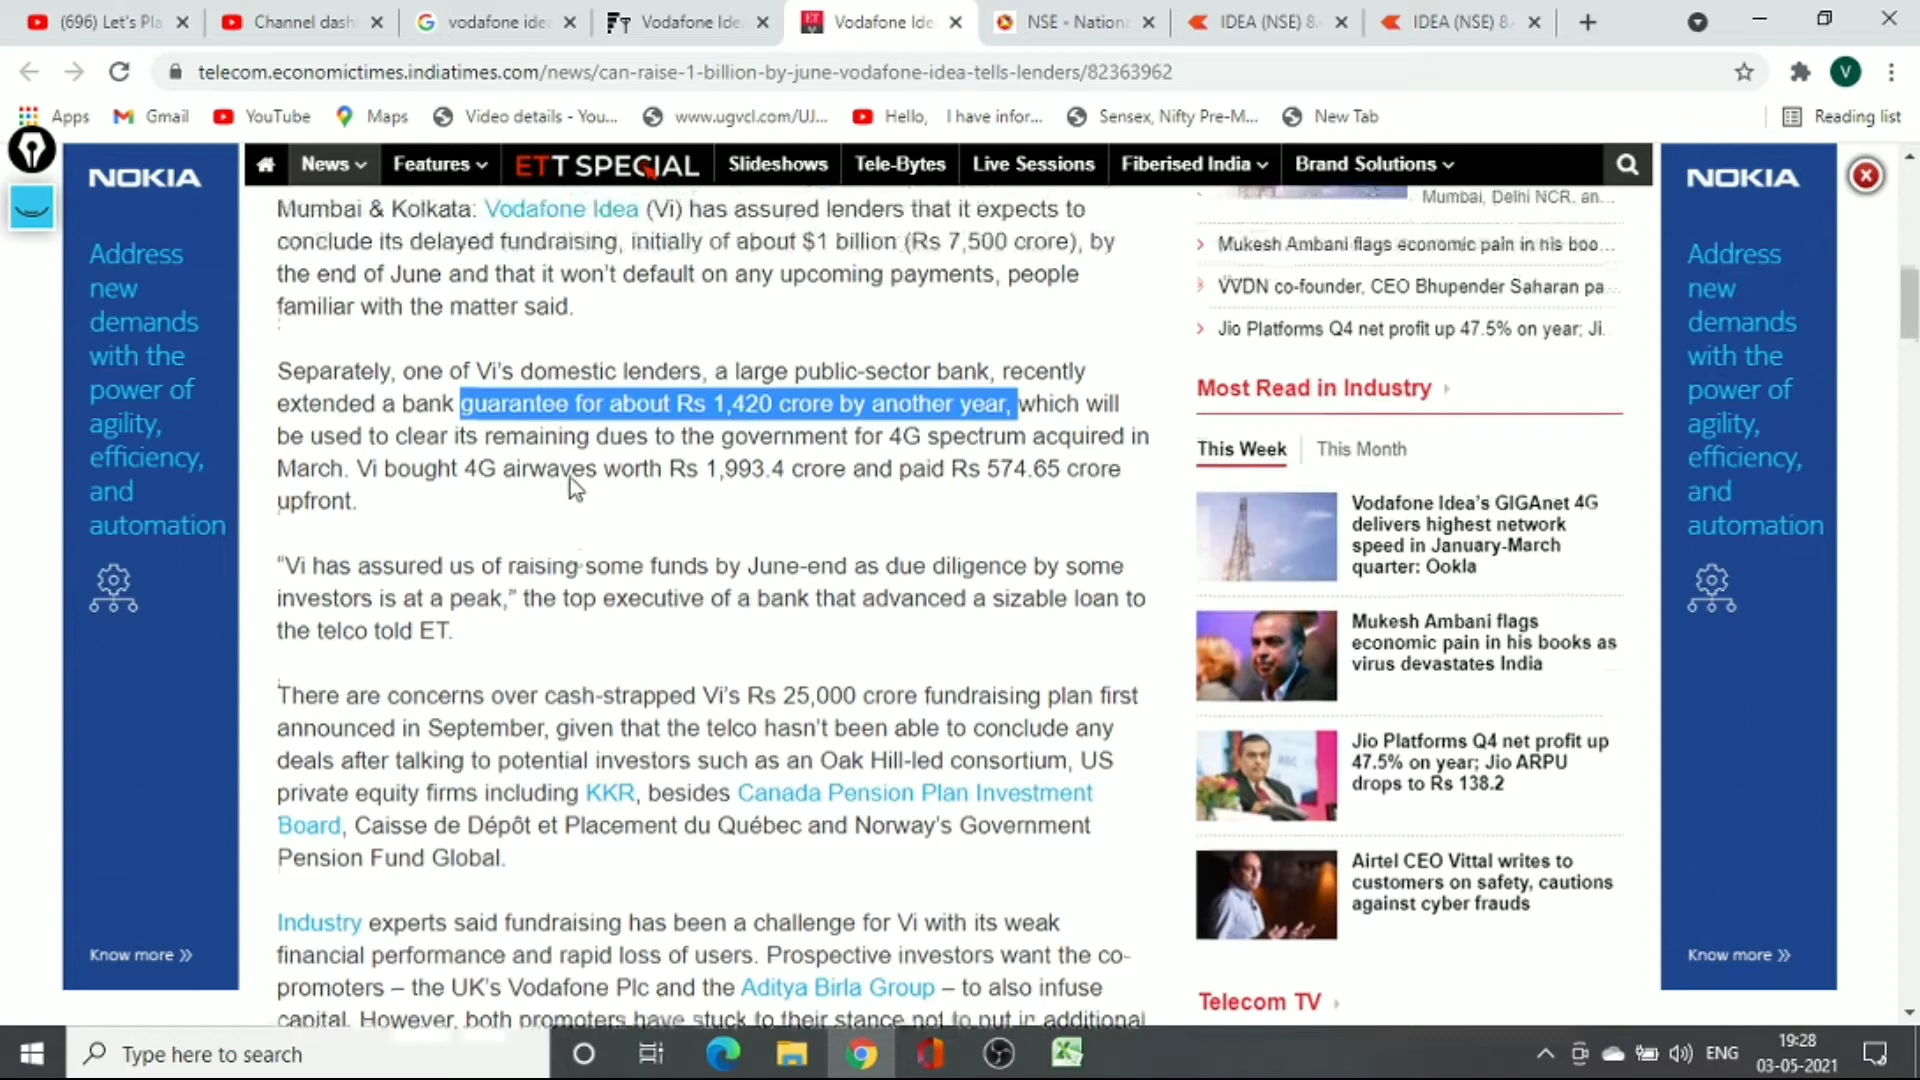 (696) Let's Pla
Channel dash
vodafone ide
Vodafone Ide
Vodafone Ide
NSE - Nationa
IDEA (NSE) 8.
IDEA (NSE) 8.
telecom.economictimes.indiatimes.com/news/can-raise-1-billion-by-june-vodafone-idea-tells-lenders/82363962
V
Apps
Gmail
YouTube
Maps
Video details - You...
www.ugvcl.com/UJ...
Hello, I have infor...
Sensex, Nifty Pre-M...
New Tab
Reading list
News
Features
ETT SPECIAL
Slideshows
Tele-Bytes
Live Sessions
Fiberised India
Brand Solutions
NOKIA
Address
new
demands
with the
power of
agility,
efficiency,
and
automation
Know more »
Mumbai & Kolkata: Vodafone Idea (Vi) has assured lenders that it expects to
conclude its delayed fundraising, initially of about $1 billion (Rs 7,500 crore), by
the end of June and that it won't default on any upcoming payments, people
familiar with the matter said.
Separately, one of Vi's domestic lenders, a large public-sector bank, recently
extended a bank guarantee for about Rs 1,420 crore by another year, which will
be used to clear its remaining dues to the government for 4G spectrum acquired in
March. Vi bought 4G airwaves worth Rs 1,993.4 crore and paid Rs 574.65 crore
upfront.
“Vi has assured us of raising some funds by June-end as due diligence by some
investors is at a peak,” the top executive of a bank that advanced a sizable loan to
the telco told ET.
There are concerns over cash-strapped Vi's Rs 25,000 crore fundraising plan first
announced in September, given that the telco hasn't been able to conclude any
deals after talking to potential investors such as an Oak Hill-led consortium, US
private equity firms including KKR, besides Canada Pension Plan Investment
Board, Caisse de Dépôt et Placement du Québec and Norway's Government
Pension Fund Global.
Industry experts said fundraising has been a challenge for Vi with its weak
financial performance and rapid loss of users. Prospective investors want the co-
promoters – the UK's Vodafone Plc and the Aditya Birla Group – to also infuse
capital. However, both promoters have stuck to their stance not to put in additional
Mumbai, Delhi NCR, an...
Mukesh Ambani flags economic pain in his boo...
VVDN co-founder, CEO Bhupender Saharan pa...
Jio Platforms Q4 net profit up 47.5% on year; Ji.
Most Read in Industry
This Week
This Month
Vodafone Idea's GIGAnet 4G
delivers highest network
speed in January-March
quarter: Ookla
Mukesh Ambani flags
economic pain in his books as
virus devastates India
Jio Platforms Q4 net profit up
47.5% on year; Jio ARPU
drops to Rs 138.2
Airtel CEO Vittal writes to
customers on safety, cautions
against cyber frauds
Telecom TV
NOKIA
Address
new
demands
with the
power of
agility,
efficiency,
and
automation
Know more »
Type here to search
ENG
19:28
03-05-2021